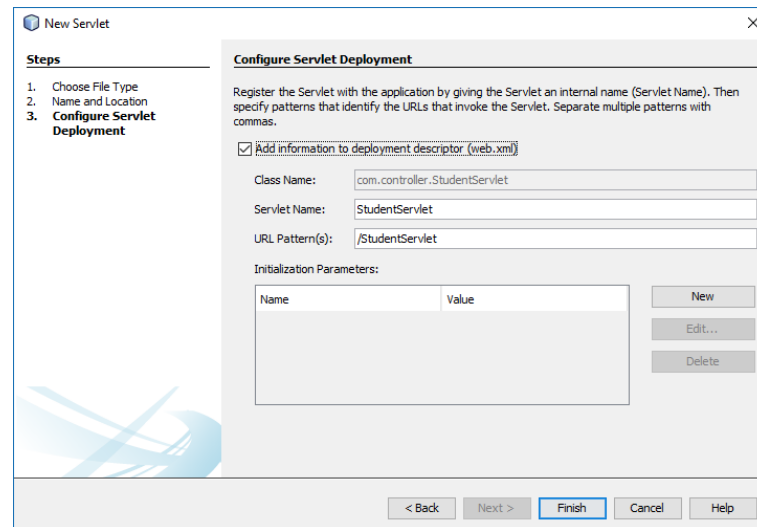 New Servlet
Steps
1. Choose File Type
2. Name and Location
3. Configure Servlet
Deployment
Configure Servlet Deployment
Register the Servlet with the application by giving the Servlet an internal name (Servlet Name). Then
specify patterns that identify the URLs that invoke the Servlet. Separate multiple patterns with
commas.
Add information to deployment descriptor (web.xml)
Class Name: com.controller.StudentServlet
Servlet Name: StudentServlet
URL Pattern(s): /StudentServlet
Initialization Parameters:
Name Value
New
Edit...
Delete
< Back Next > Finish Cancel Help